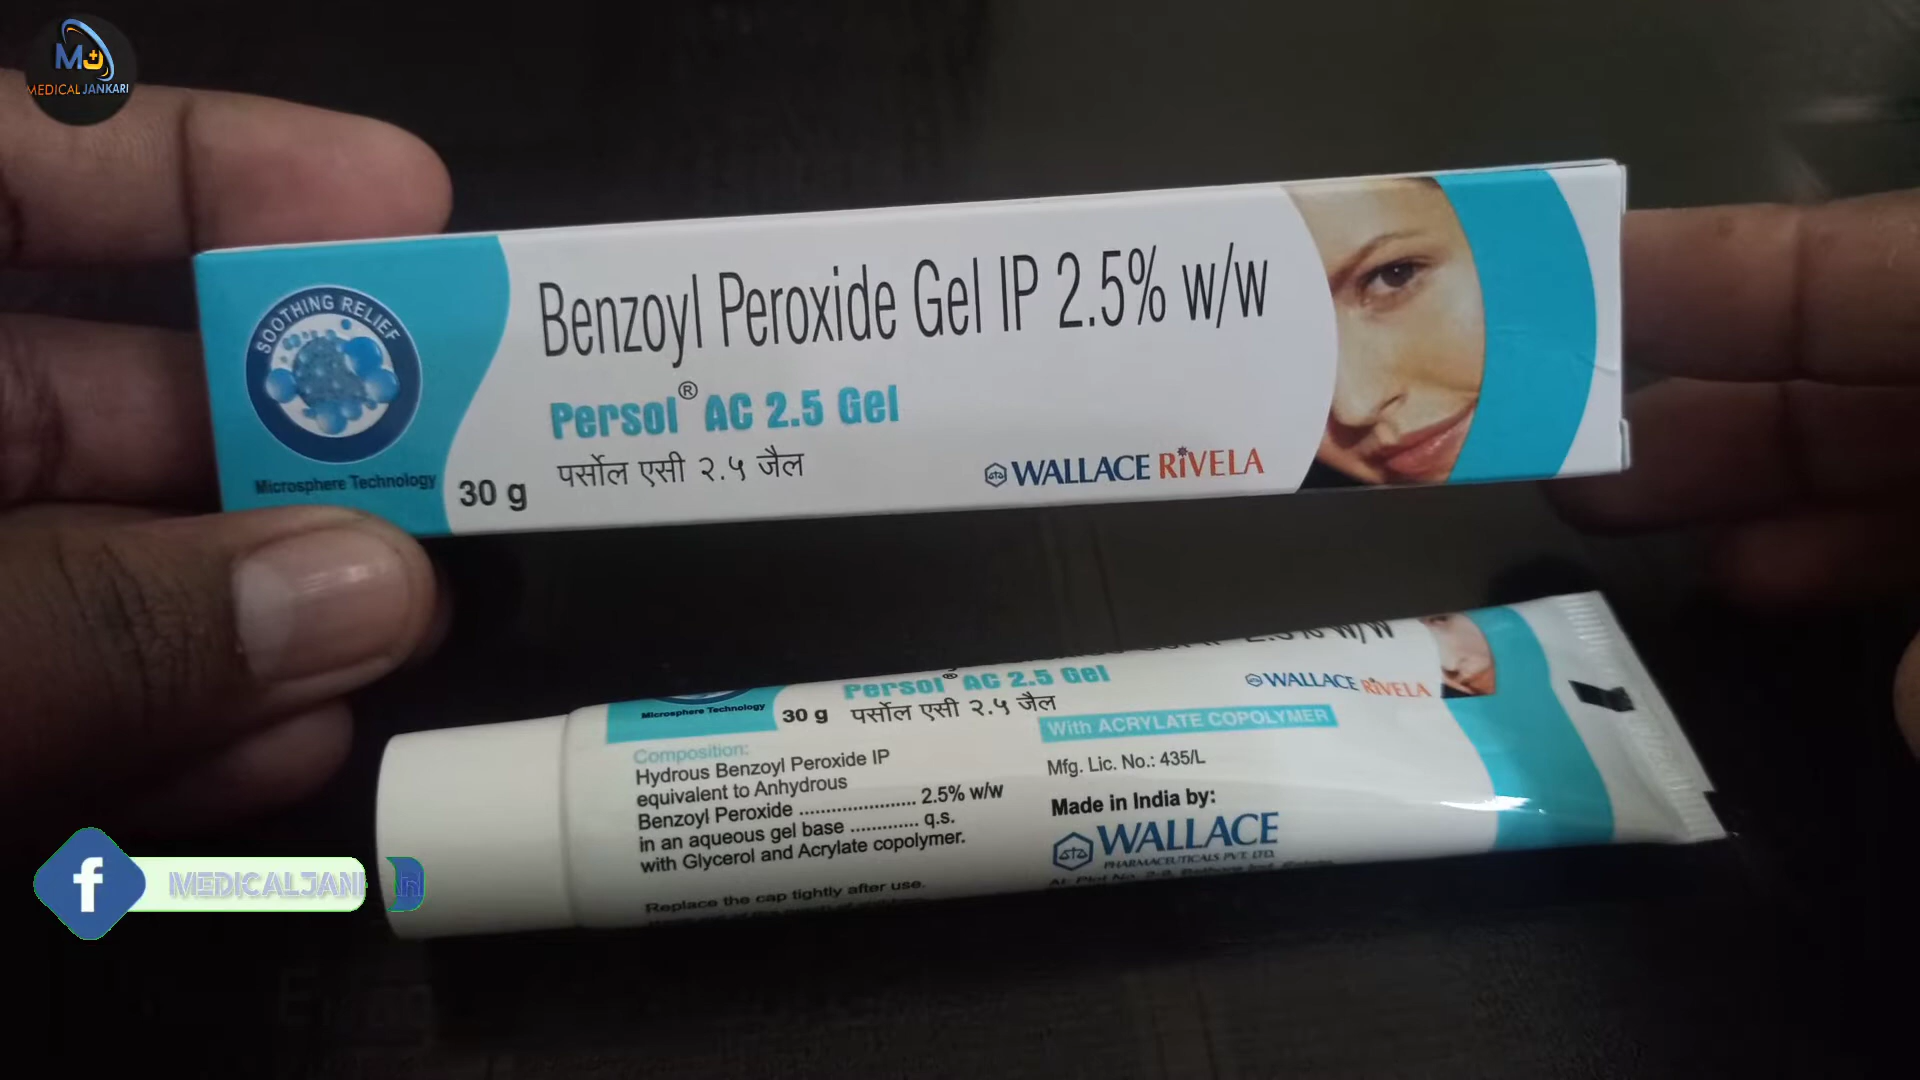 MEDICAL JANKARI
SOOTHING RELIEF
Microsphere Technology
30 g
Benzoyl Peroxide Gel IP 2.5% w/w
Persol® AC 2.5 Gel
पर्सोल एसी २.५ जैल
WALLACE RIVELA
2.5% w/w
Persol® AC 2.5 Gel
WALLACE RIVELA
Microsphere Technology
30 g पर्सोल एसी २.५ जैल
With ACRYLATE COPOLYMER
Composition:
Hydrous Benzoyl Peroxide IP
equivalent to Anhydrous
Benzoyl Peroxide ...................... 2.5% w/w
in an aqueous gel base ............. q.s.
with Glycerol and Acrylate copolymer.
Replace the cap tightly after use.
Mfg. Lic. No.: 435/L
Made in India by:
WALLACE
PHARMACEUTICALS PVT. LTD.
f
MEDICALJAN